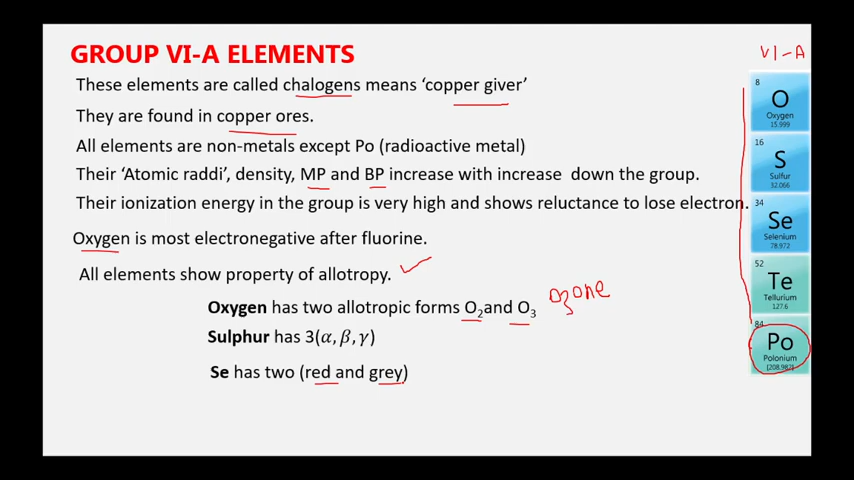 GROUP VI-A ELEMENTS
VI-A
These elements are called chalogens means ‘copper giver’
They are found in copper ores.
All elements are non-metals except Po (radioactive metal)
Their ‘Atomic raddi’, density, MP and BP increase with increase down the group.
Their ionization energy in the group is very high and shows reluctance to lose electron.
Oxygen is most electronegative after fluorine.
All elements show property of allotropy.
Oxygen has two allotropic forms O₂and O₃ ozone
Sulphur has 3(α, β, γ)
Se has two (red and grey)
8
O
Oxygen
15.999
16
S
Sulfur
32.066
34
Se
Selenium
78.972
52
Te
Tellurium
127.6
84
Po
Polonium
[208.982]